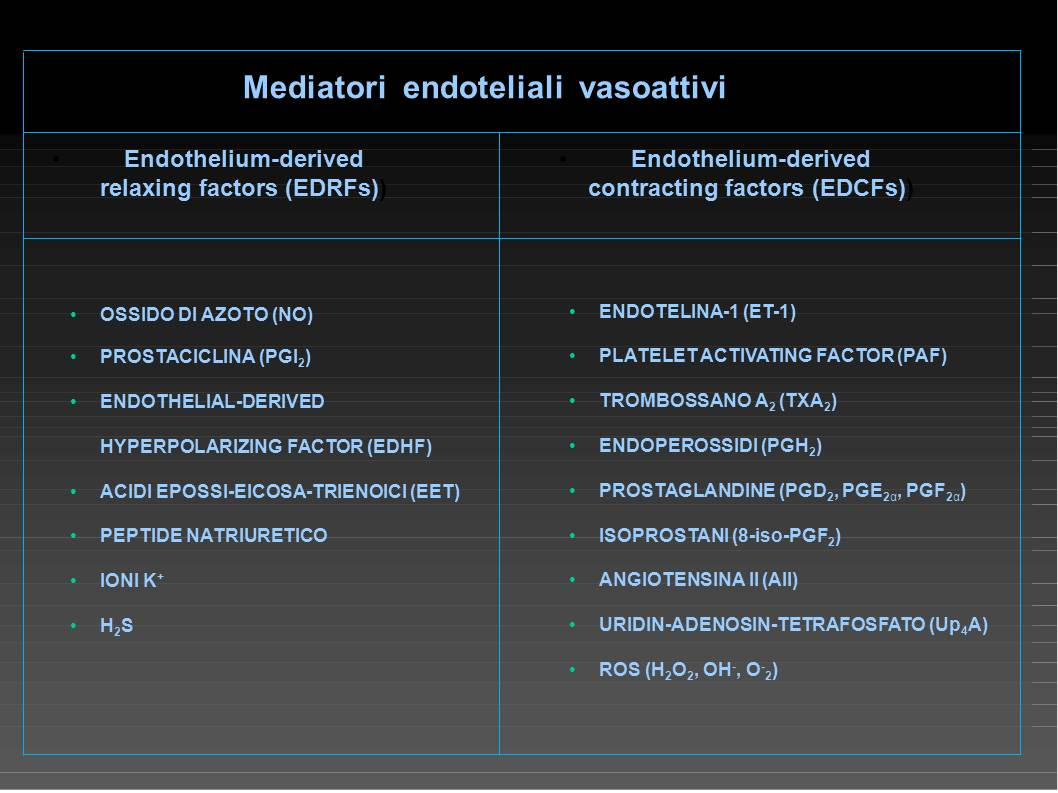 Mediatori endoteliali vasoattivi
• Endothelium-derived
relaxing factors (EDRFs))
• Endothelium-derived
contracting factors (EDCFs))
• OSSIDO DI AZOTO (NO)
• PROSTACICLINA (PGI₂)
• ENDOTHELIAL-DERIVED
HYPERPOLARIZING FACTOR (EDHF)
• ACIDI EPOSSI-EICOSA-TRIENOICI (EET)
• PEPTIDE NATRIURETICO
• IONI K⁺
• H₂S
• ENDOTELINA-1 (ET-1)
• PLATELET ACTIVATING FACTOR (PAF)
• TROMBOSSANO A₂ (TXA₂)
• ENDOPEROSSIDI (PGH₂)
• PROSTAGLANDINE (PGD₂, PGE₂α, PGF₂α)
• ISOPROSTANI (8-iso-PGF₂)
• ANGIOTENSINA II (AII)
• URIDIN-ADENOSIN-TETRAFOSFATO (Up₄A)
• ROS (H₂O₂, OH⁻, O⁻₂)